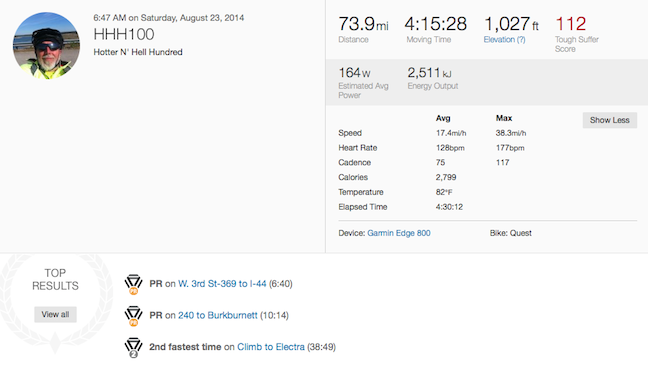 6:47 AM on Saturday, August 23, 2014
HHH100
Hotter N' Hell Hundred
73.9mi 4:15:28 1,027ft 112
Distance Moving Time Elevation (?) Tough Suffer
Score
164W 2,511kJ
Estimated Avg Energy Output
Power
Avg Max
Show Less
Speed 17.4mi/h 38.3mi/h
Heart Rate 128bpm 177bpm
Cadence 75 117
Calories 2,799
Temperature 82°F
Elapsed Time 4:30:12
Device: Garmin Edge 800 Bike: Quest
TOP
RESULTS
View all
PR on W. 3rd St-369 to I-44 (6:40)
PR
PR on 240 to Burkburnett (10:14)
PR
2nd fastest time on Climb to Electra (38:49)
2